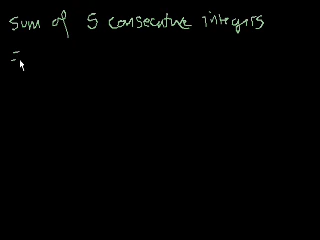 Sum of 5 consecutive integers
=